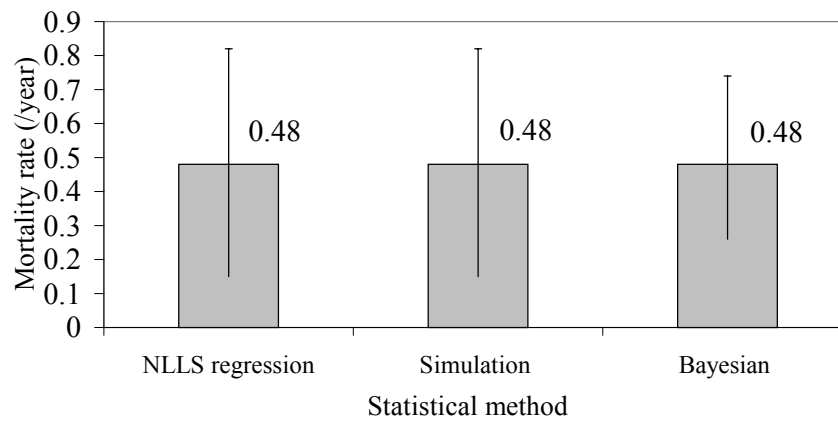 Mortality rate (/year)
0.9
0.8
0.7
0.6
0.5
0.4
0.3
0.2
0.1
0
0.48
0.48
0.48
NLLS regression
Simulation
Bayesian
Statistical method